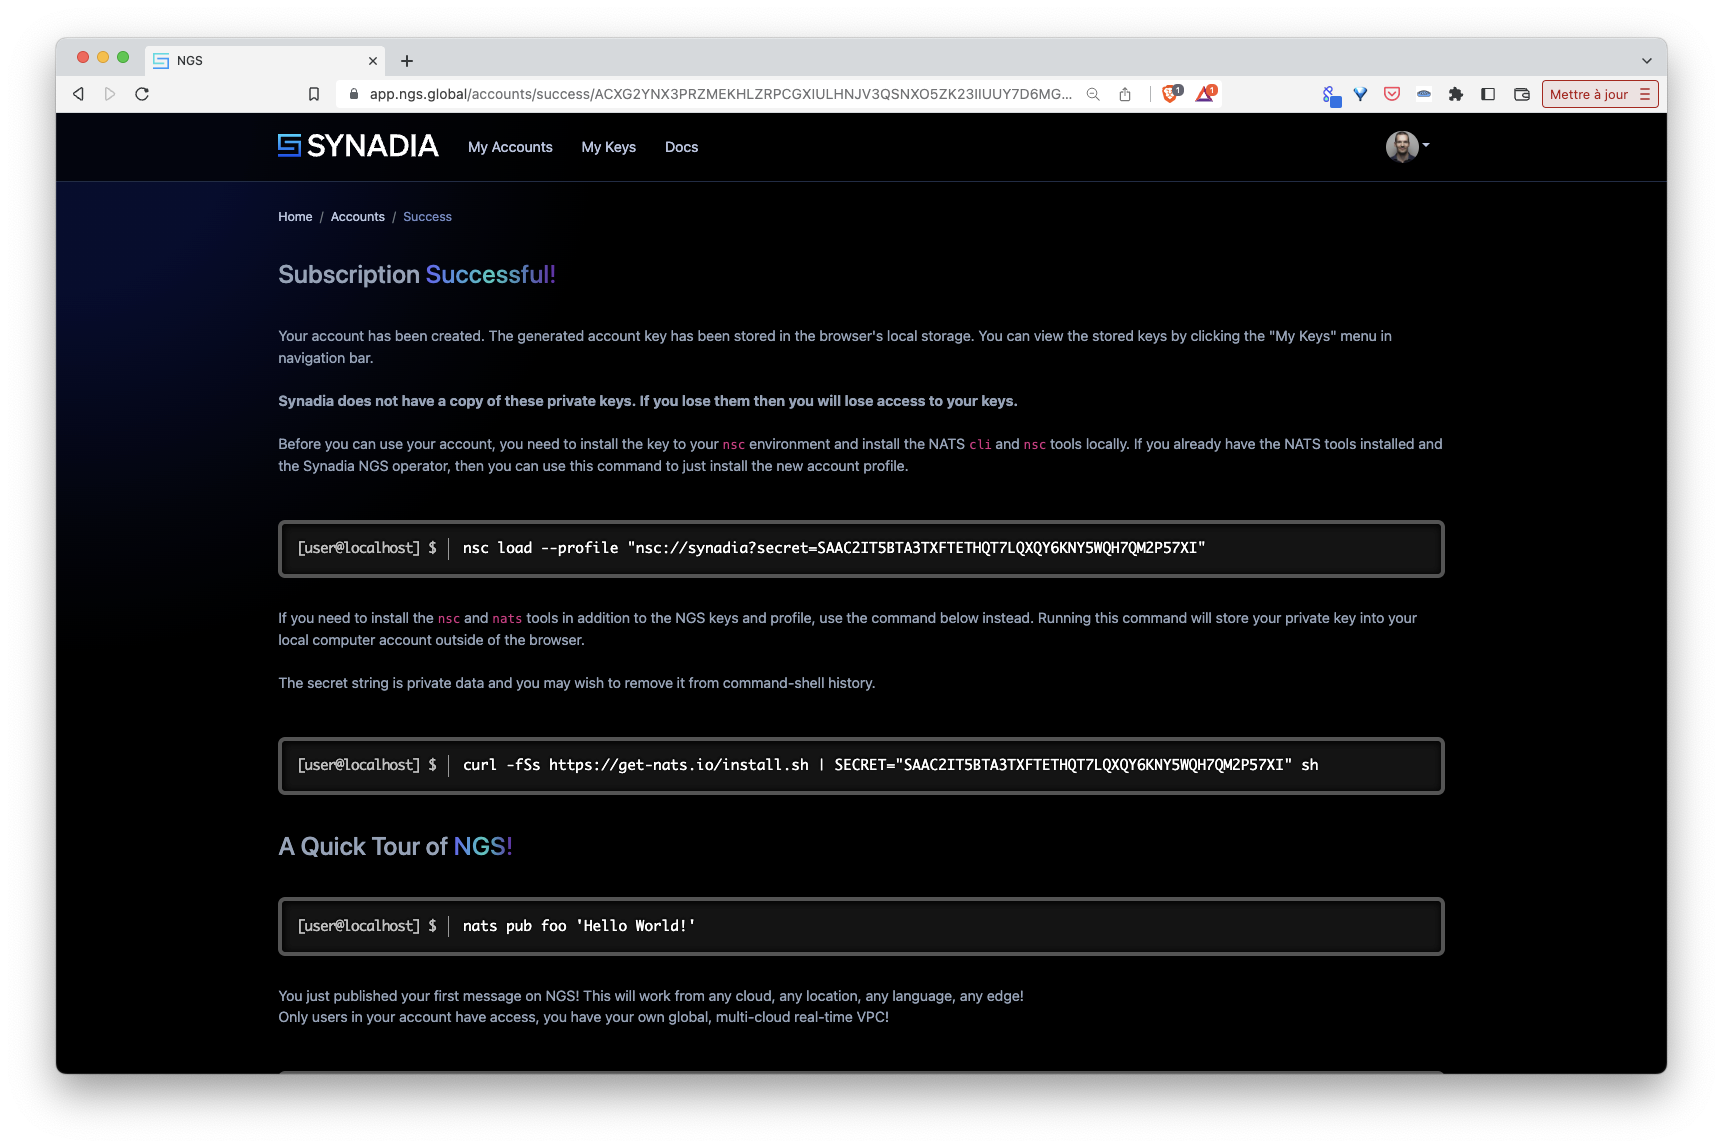 NGS
app.ngs.global/accounts/success/ACXG2YNX3PRZMEKHLZRPCGXIULHNJV3QSNXO5ZK23IIUUY7D6MG...
1
1
Mettre à jour
SYNADIA
My Accounts
My Keys
Docs
Home / Accounts / Success
Subscription Successful!
Your account has been created. The generated account key has been stored in the browser's local storage. You can view the stored keys by clicking the "My Keys" menu in
navigation bar.
Synadia does not have a copy of these private keys. If you lose them then you will lose access to your keys.
Before you can use your account, you need to install the key to your nsc environment and install the NATS cli and nsc tools locally. If you already have the NATS tools installed and
the Synadia NGS operator, then you can use this command to just install the new account profile.
[user@localhost] $ nsc load --profile "nsc://synadia?secret=SAAC2IT5BTA3TXFTETHQT7LQXQY6KNY5WQH7QM2P57XI"
If you need to install the nsc and nats tools in addition to the NGS keys and profile, use the command below instead. Running this command will store your private key into your
local computer account outside of the browser.
The secret string is private data and you may wish to remove it from command-shell history.
[user@localhost] $ curl -fSs https://get-nats.io/install.sh | SECRET="SAAC2IT5BTA3TXFTETHQT7LQXQY6KNY5WQH7QM2P57XI" sh
A Quick Tour of NGS!
[user@localhost] $ nats pub foo 'Hello World!'
You just published your first message on NGS! This will work from any cloud, any location, any language, any edge!
Only users in your account have access, you have your own global, multi-cloud real-time VPC!